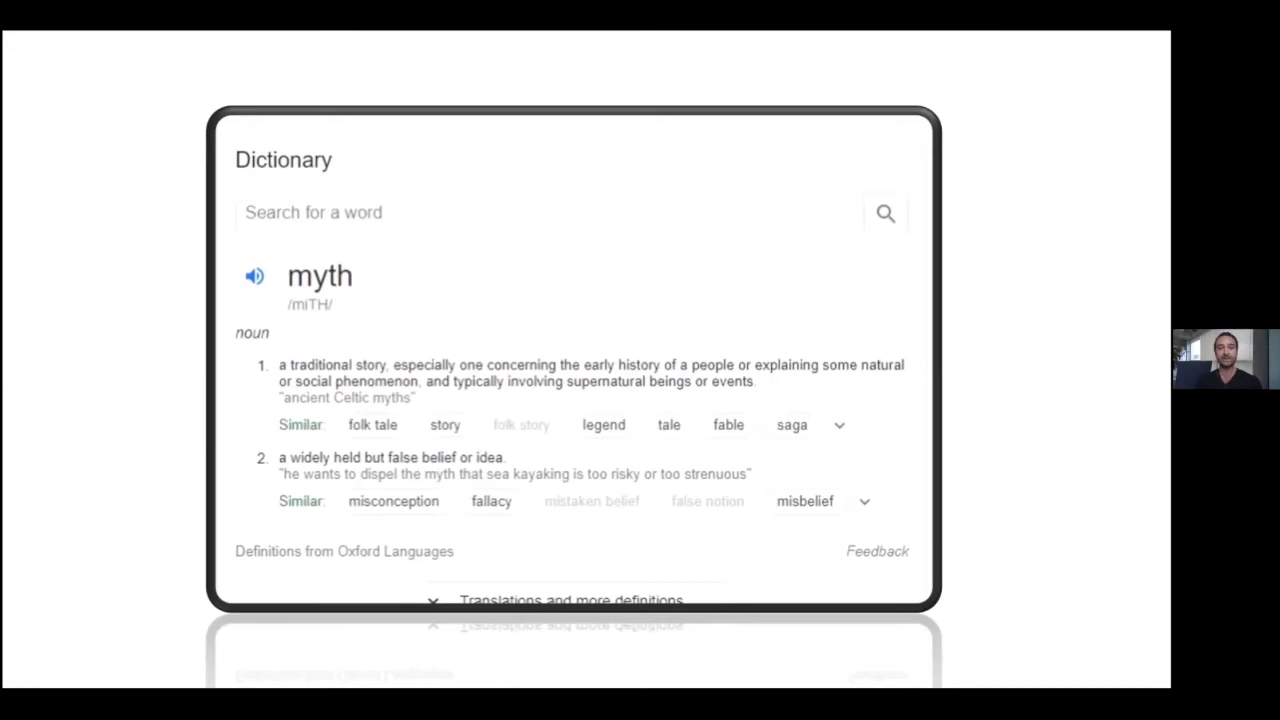 Dictionary
Search for a word
myth
/miTH/
noun
1. a traditional story, especially one concerning the early history of a people or explaining some natural
or social phenomenon, and typically involving supernatural beings or events.
"ancient Celtic myths"
Similar: folk tale story folk story legend tale fable saga
2. a widely held but false belief or idea.
"he wants to dispel the myth that sea kayaking is too risky or too strenuous"
Similar: misconception fallacy mistaken belief false notion misbelief
Definitions from Oxford Languages Feedback
Translations and more definitions